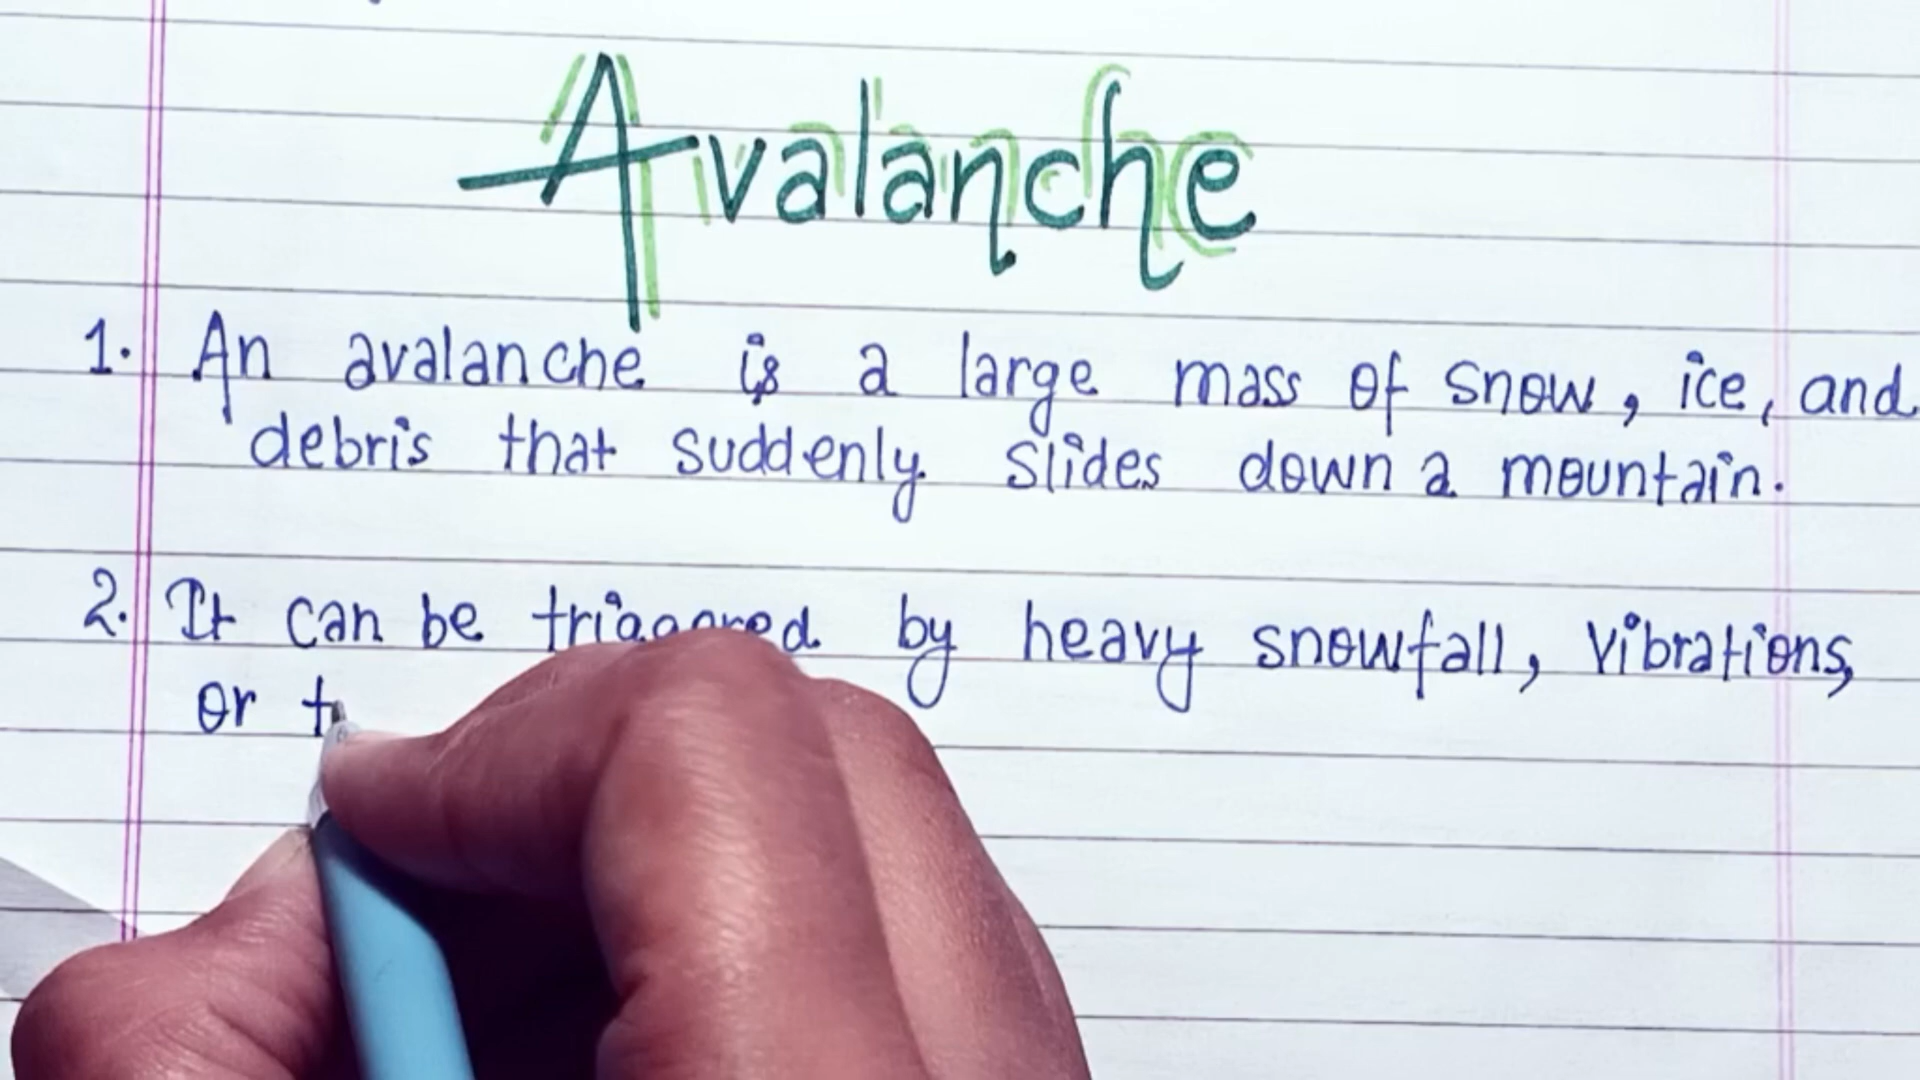 Avalanche
1. An avalanche is a large mass of snow, ice, and
debris that suddenly slides down a mountain.
2. It can be triggered by heavy snowfall, vibrations,
or t